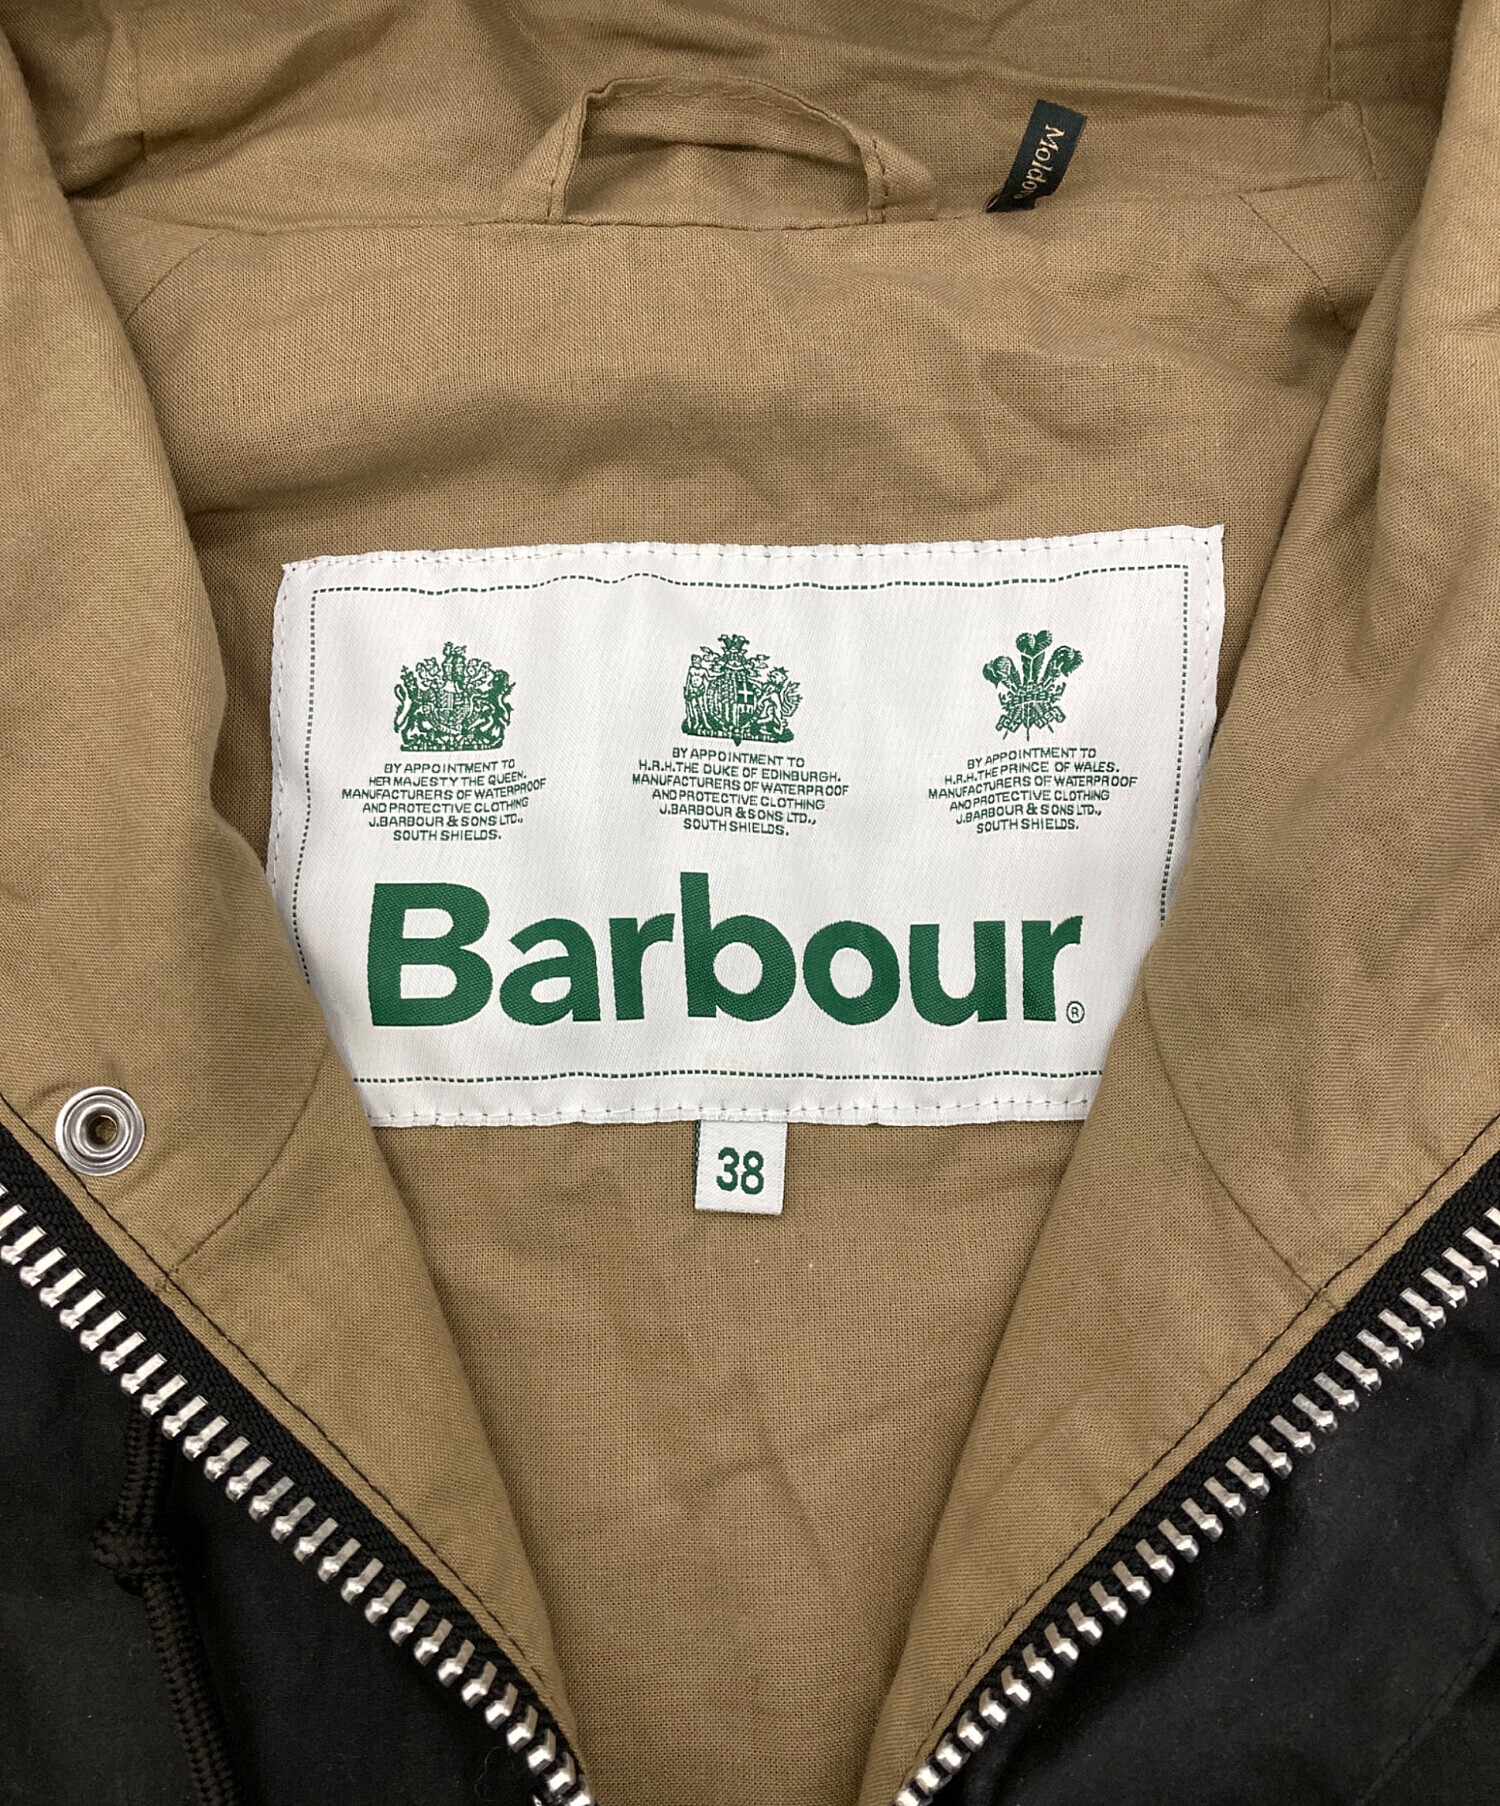 BY APPOINTMENT TO
HER MAJESTY THE QUEEN.
MANUFACTURERS OF WATERPROOF
AND PROTECTIVE CLOTHING
J.BARBOUR & SONS LTD.,
SOUTH SHIELDS.
BY APPOINTMENT TO
H.R.H.THE DUKE OF EDINBURGH.
MANUFACTURERS OF WATERPROOF
AND PROTECTIVE CLOTHING
J.BARBOUR & SONS LTD.,
SOUTH SHIELDS.
BY APPOINTMENT TO
H.R.H.THE PRINCE OF WALES.
MANUFACTURERS OF WATERPROOF
AND PROTECTIVE CLOTHING
J.BARBOUR & SONS LTD.,
SOUTH SHIELDS.
Barbour®
38